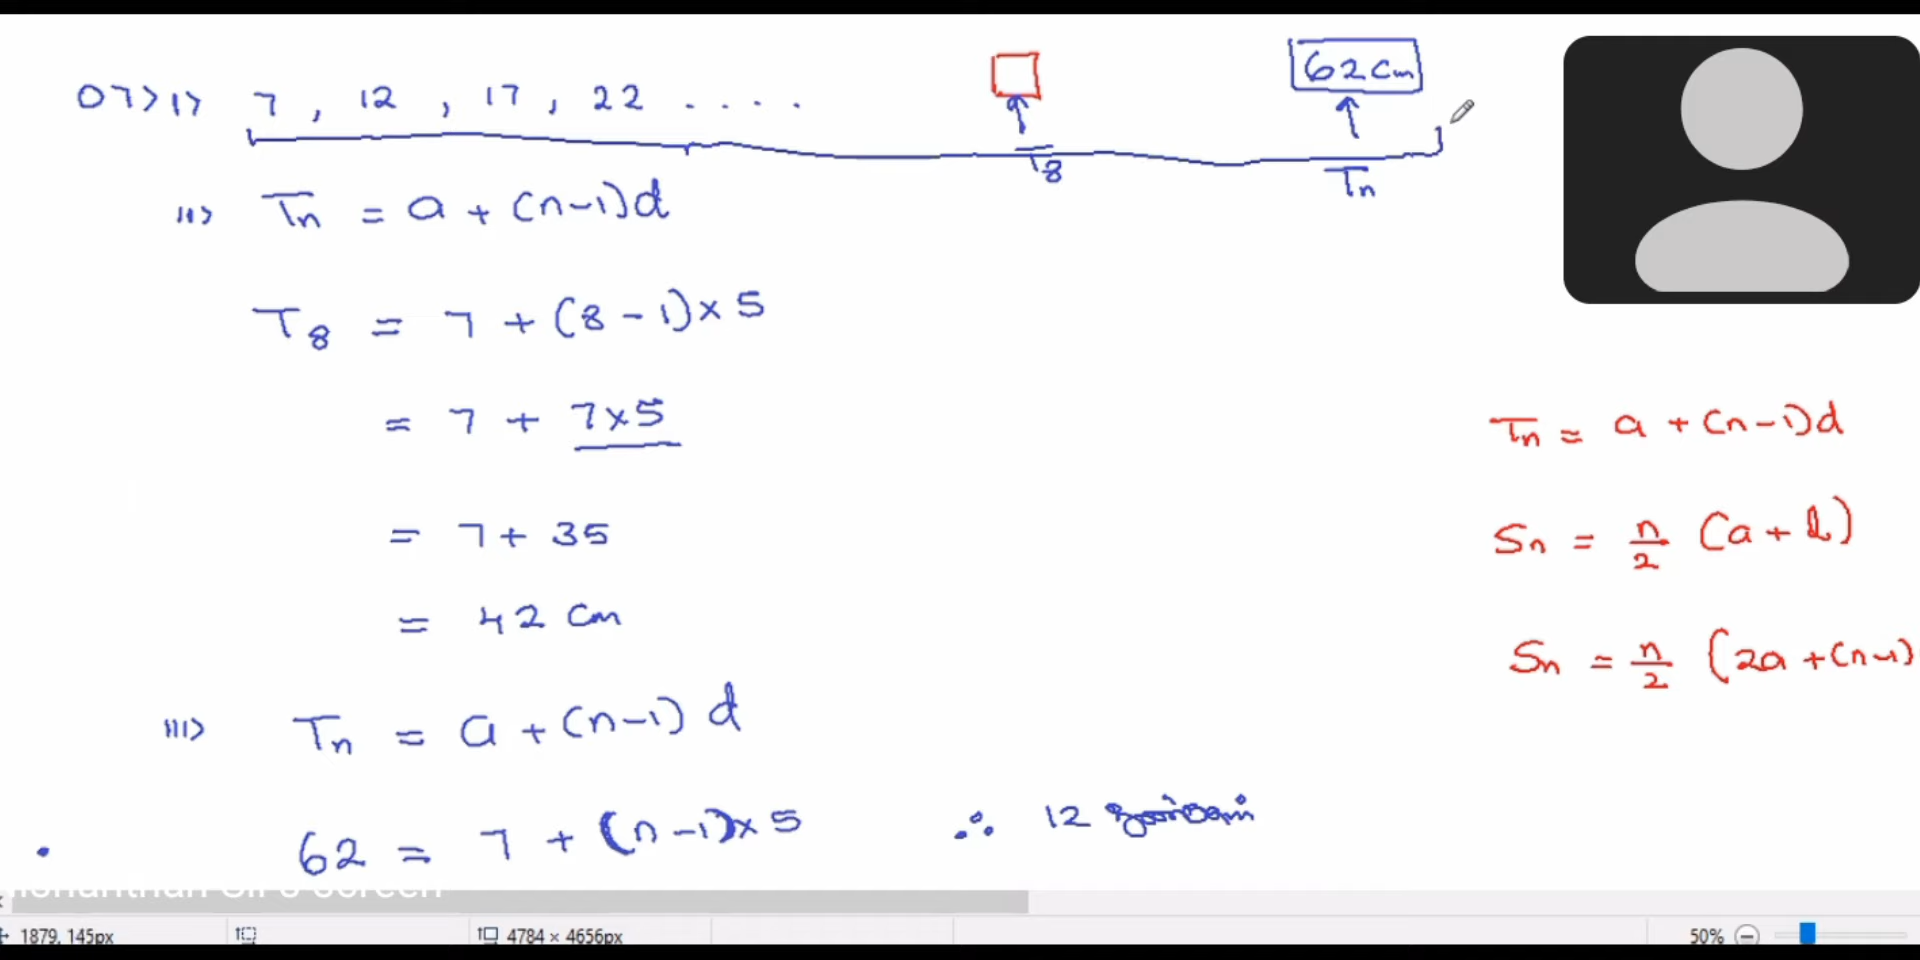 07) i) 7, 12, 17, 22 ....
62 cm
T8
Tn
ii) Tn = a + (n-1)d
T8 = 7 + (8-1)×5
= 7 + 7×5
= 7 + 35
= 42 cm
iii) Tn = a + (n-1) d
62 = 7 + (n-1)×5
∴ 12
Tn = a + (n-1)d
Sn = n/2 (a + l)
Sn = n/2 (2a + (n-1)
1879, 145px
4784 × 4656px
50%